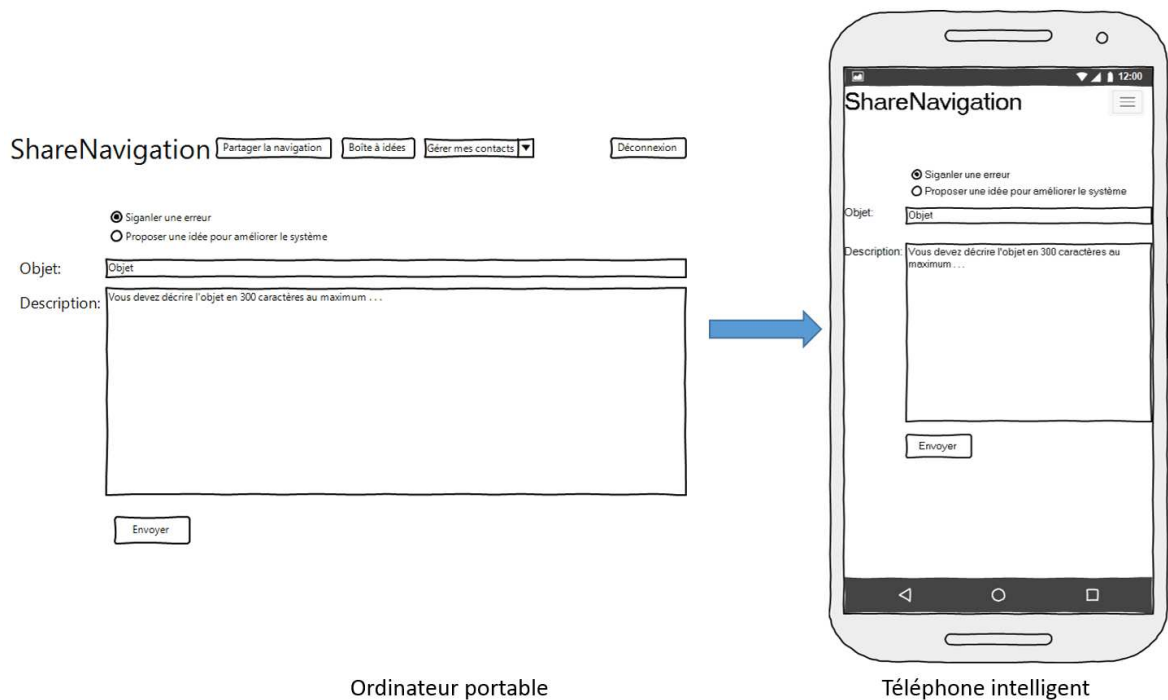 ShareNavigation Partager la navigation Boîte à idées Gérer mes contacts Déconnexion
Siganler une erreur
Proposer une idée pour améliorer le système
Objet: Objet
Description: Vous devez décrire l'objet en 300 caractères au maximum . . .
Envoyer
Ordinateur portable
12:00
ShareNavigation
Siganler une erreur
Proposer une idée pour améliorer le système
Objet: Objet
Description: Vous devez décrire l'objet en 300 caractères au
maximum . . .
Envoyer
Téléphone intelligent